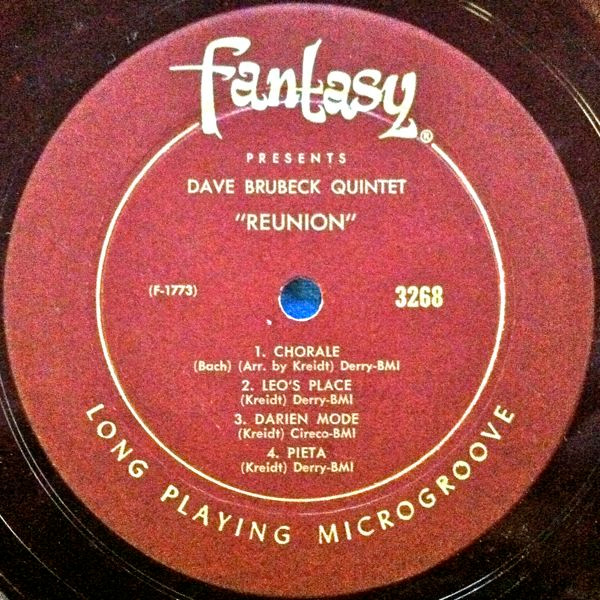 fantasy®
PRESENTS
DAVE BRUBECK QUINTET
"REUNION"
(F-1773)
3268
1. CHORALE
(Bach) (Arr. by Kreidt) Derry-BMI
2. LEO'S PLACE
(Kreidt) Derry-BMI
3. DARIEN MODE
(Kreidt) Cireco-BMI
4. PIETA
(Kreidt) Derry-BMI
LONG PLAYING MICROGROOVE